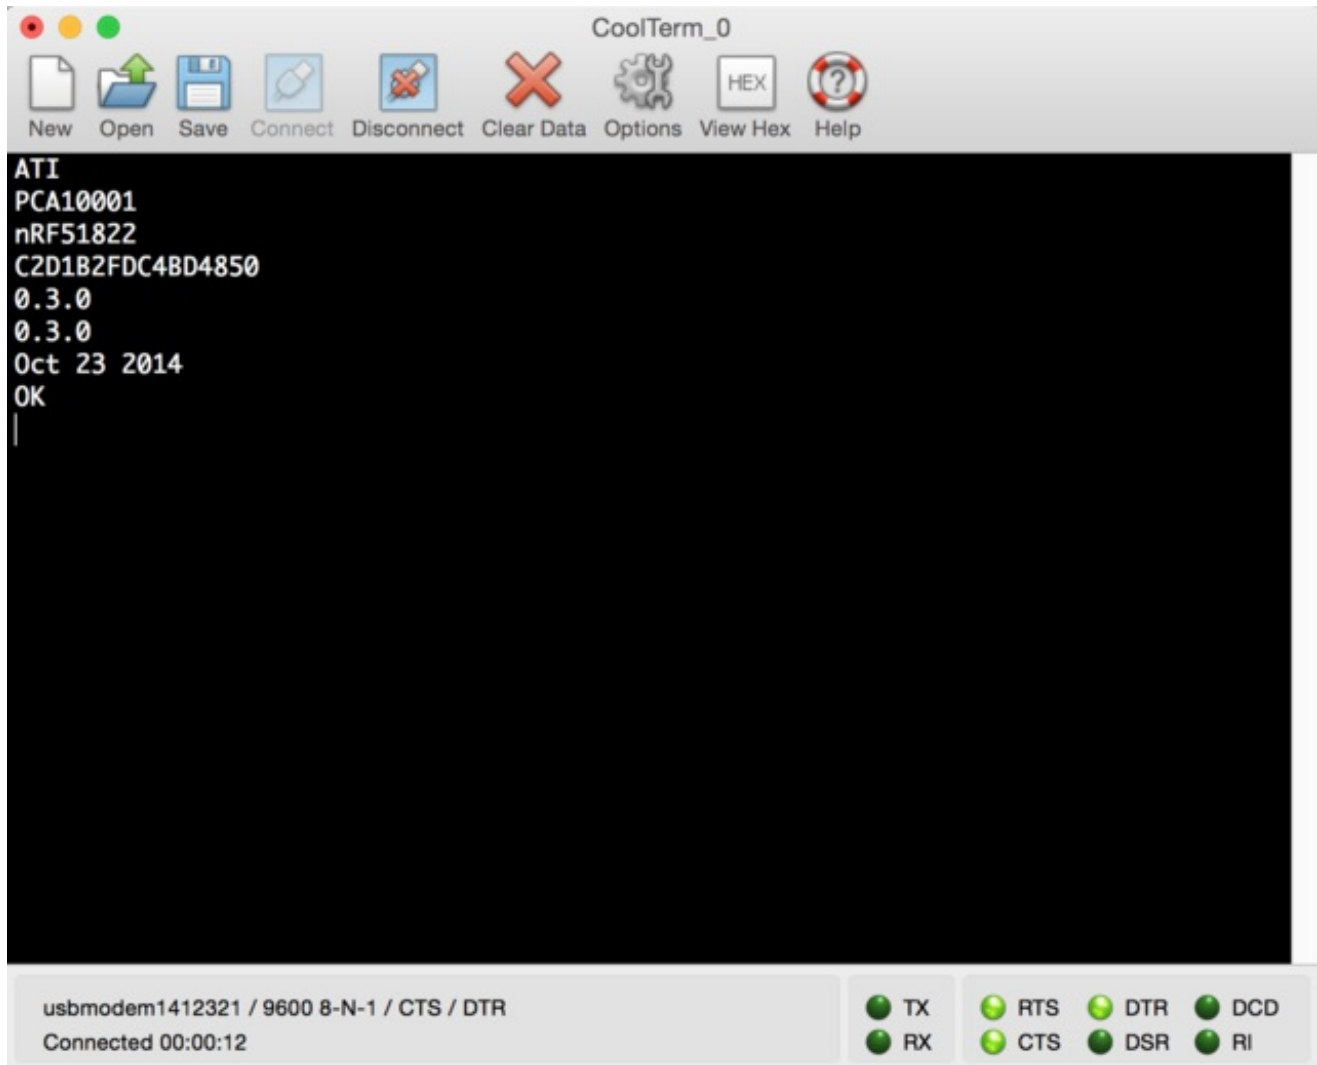 CoolTerm_0
New Open Save Connect Disconnect Clear Data Options View Hex Help
HEX
?
ATI
PCA10001
nRF51822
C2D1B2FDC4BD4850
0.3.0
0.3.0
Oct 23 2014
OK
usbmodem1412321 / 9600 8-N-1 / CTS / DTR
Connected 00:00:12
TX RTS DTR DCD
RX CTS DSR RI